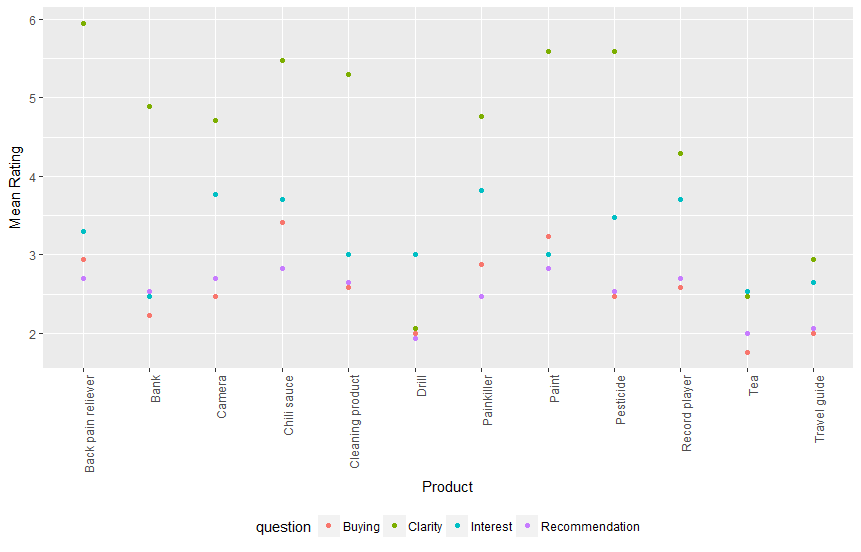 6
5
4
3
2
Mean Rating
Back pain reliever
Bank
Camera
Chili sauce
Cleaning product
Drill
Painkiller
Paint
Pesticide
Record player
Tea
Travel guide
Product
question Buying Clarity Interest Recommendation